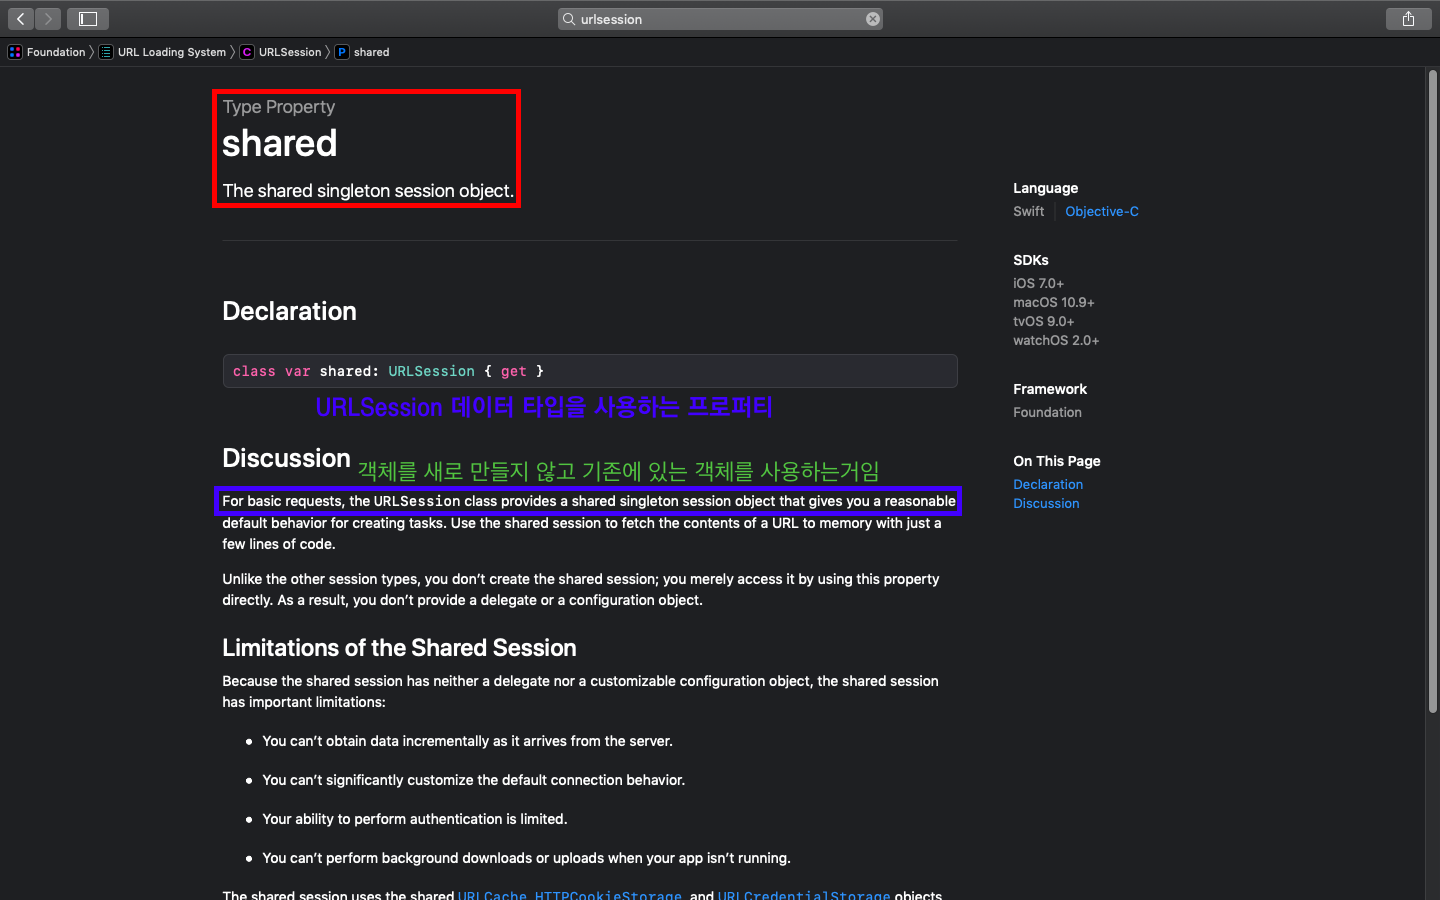 urlsession
Foundation
URL Loading System
C URLSession
P shared
Type Property
shared
The shared singleton session object.
Declaration
class var shared: URLSession { get }
URLSession 데이터 타입을 사용하는 프로퍼티
Discussion
객체를 새로 만들지 않고 기존에 있는 객체를 사용하는거임
For basic requests, the URLSession class provides a shared singleton session object that gives you a reasonable
default behavior for creating tasks. Use the shared session to fetch the contents of a URL to memory with just a
few lines of code.
Unlike the other session types, you don’t create the shared session; you merely access it by using this property
directly. As a result, you don’t provide a delegate or a configuration object.
Limitations of the Shared Session
Because the shared session has neither a delegate nor a customizable configuration object, the shared session
has important limitations:
• You can’t obtain data incrementally as it arrives from the server.
• You can’t significantly customize the default connection behavior.
• Your ability to perform authentication is limited.
• You can’t perform background downloads or uploads when your app isn’t running.
The shared session uses the shared URLCache, HTTPCookieStorage, and URLCredentialStorage objects
Language
Swift Objective-C
SDKs
iOS 7.0+
macOS 10.9+
tvOS 9.0+
watchOS 2.0+
Framework
Foundation
On This Page
Declaration
Discussion